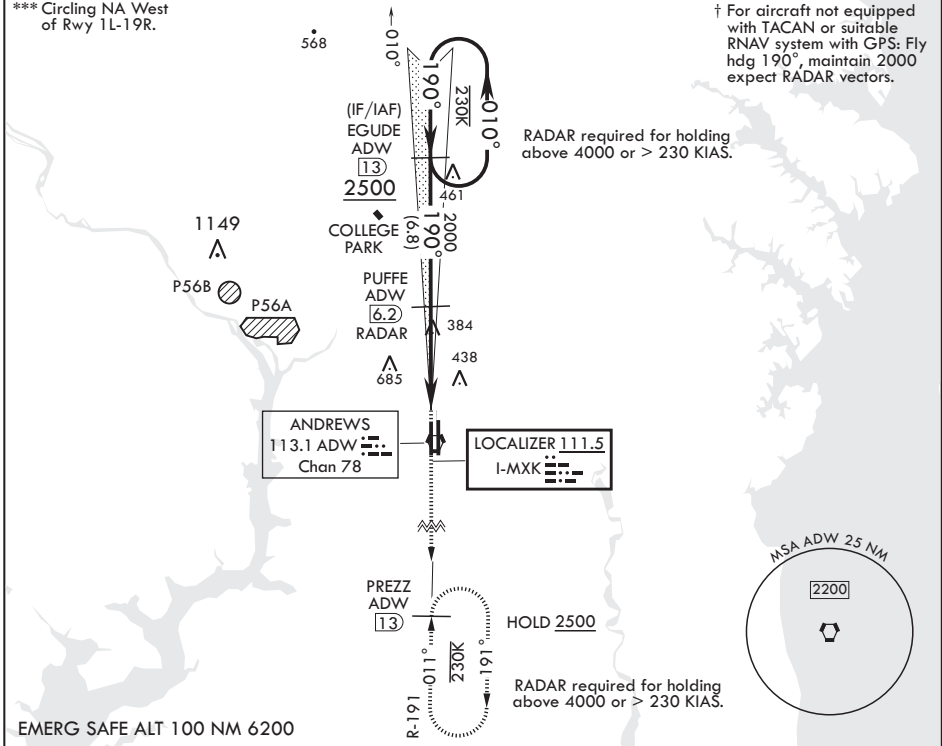 *** Circling NA West
of Rwy 1L-19R.
568
010°
† For aircraft not equipped
with TACAN or suitable
RNAV system with GPS: Fly
hdg 190°, maintain 2000
expect RADAR vectors.
190°
230K
010°
(IF/IAF)
EGUDE
ADW
13
2500
RADAR required for holding
above 4000 or > 230 KIAS.
461
COLLEGE
PARK
(6.8)
190°
2000
1149
P56B
P56A
PUFFE
ADW
6.2
RADAR
384
685
438
ANDREWS
113.1 ADW
Chan 78
LOCALIZER 111.5
I-MXK
MSA ADW 25 NM
2200
PREZZ
ADW
13
HOLD 2500
011°
230K
191°
R-191
RADAR required for holding
above 4000 or > 230 KIAS.
EMERG SAFE ALT 100 NM 6200